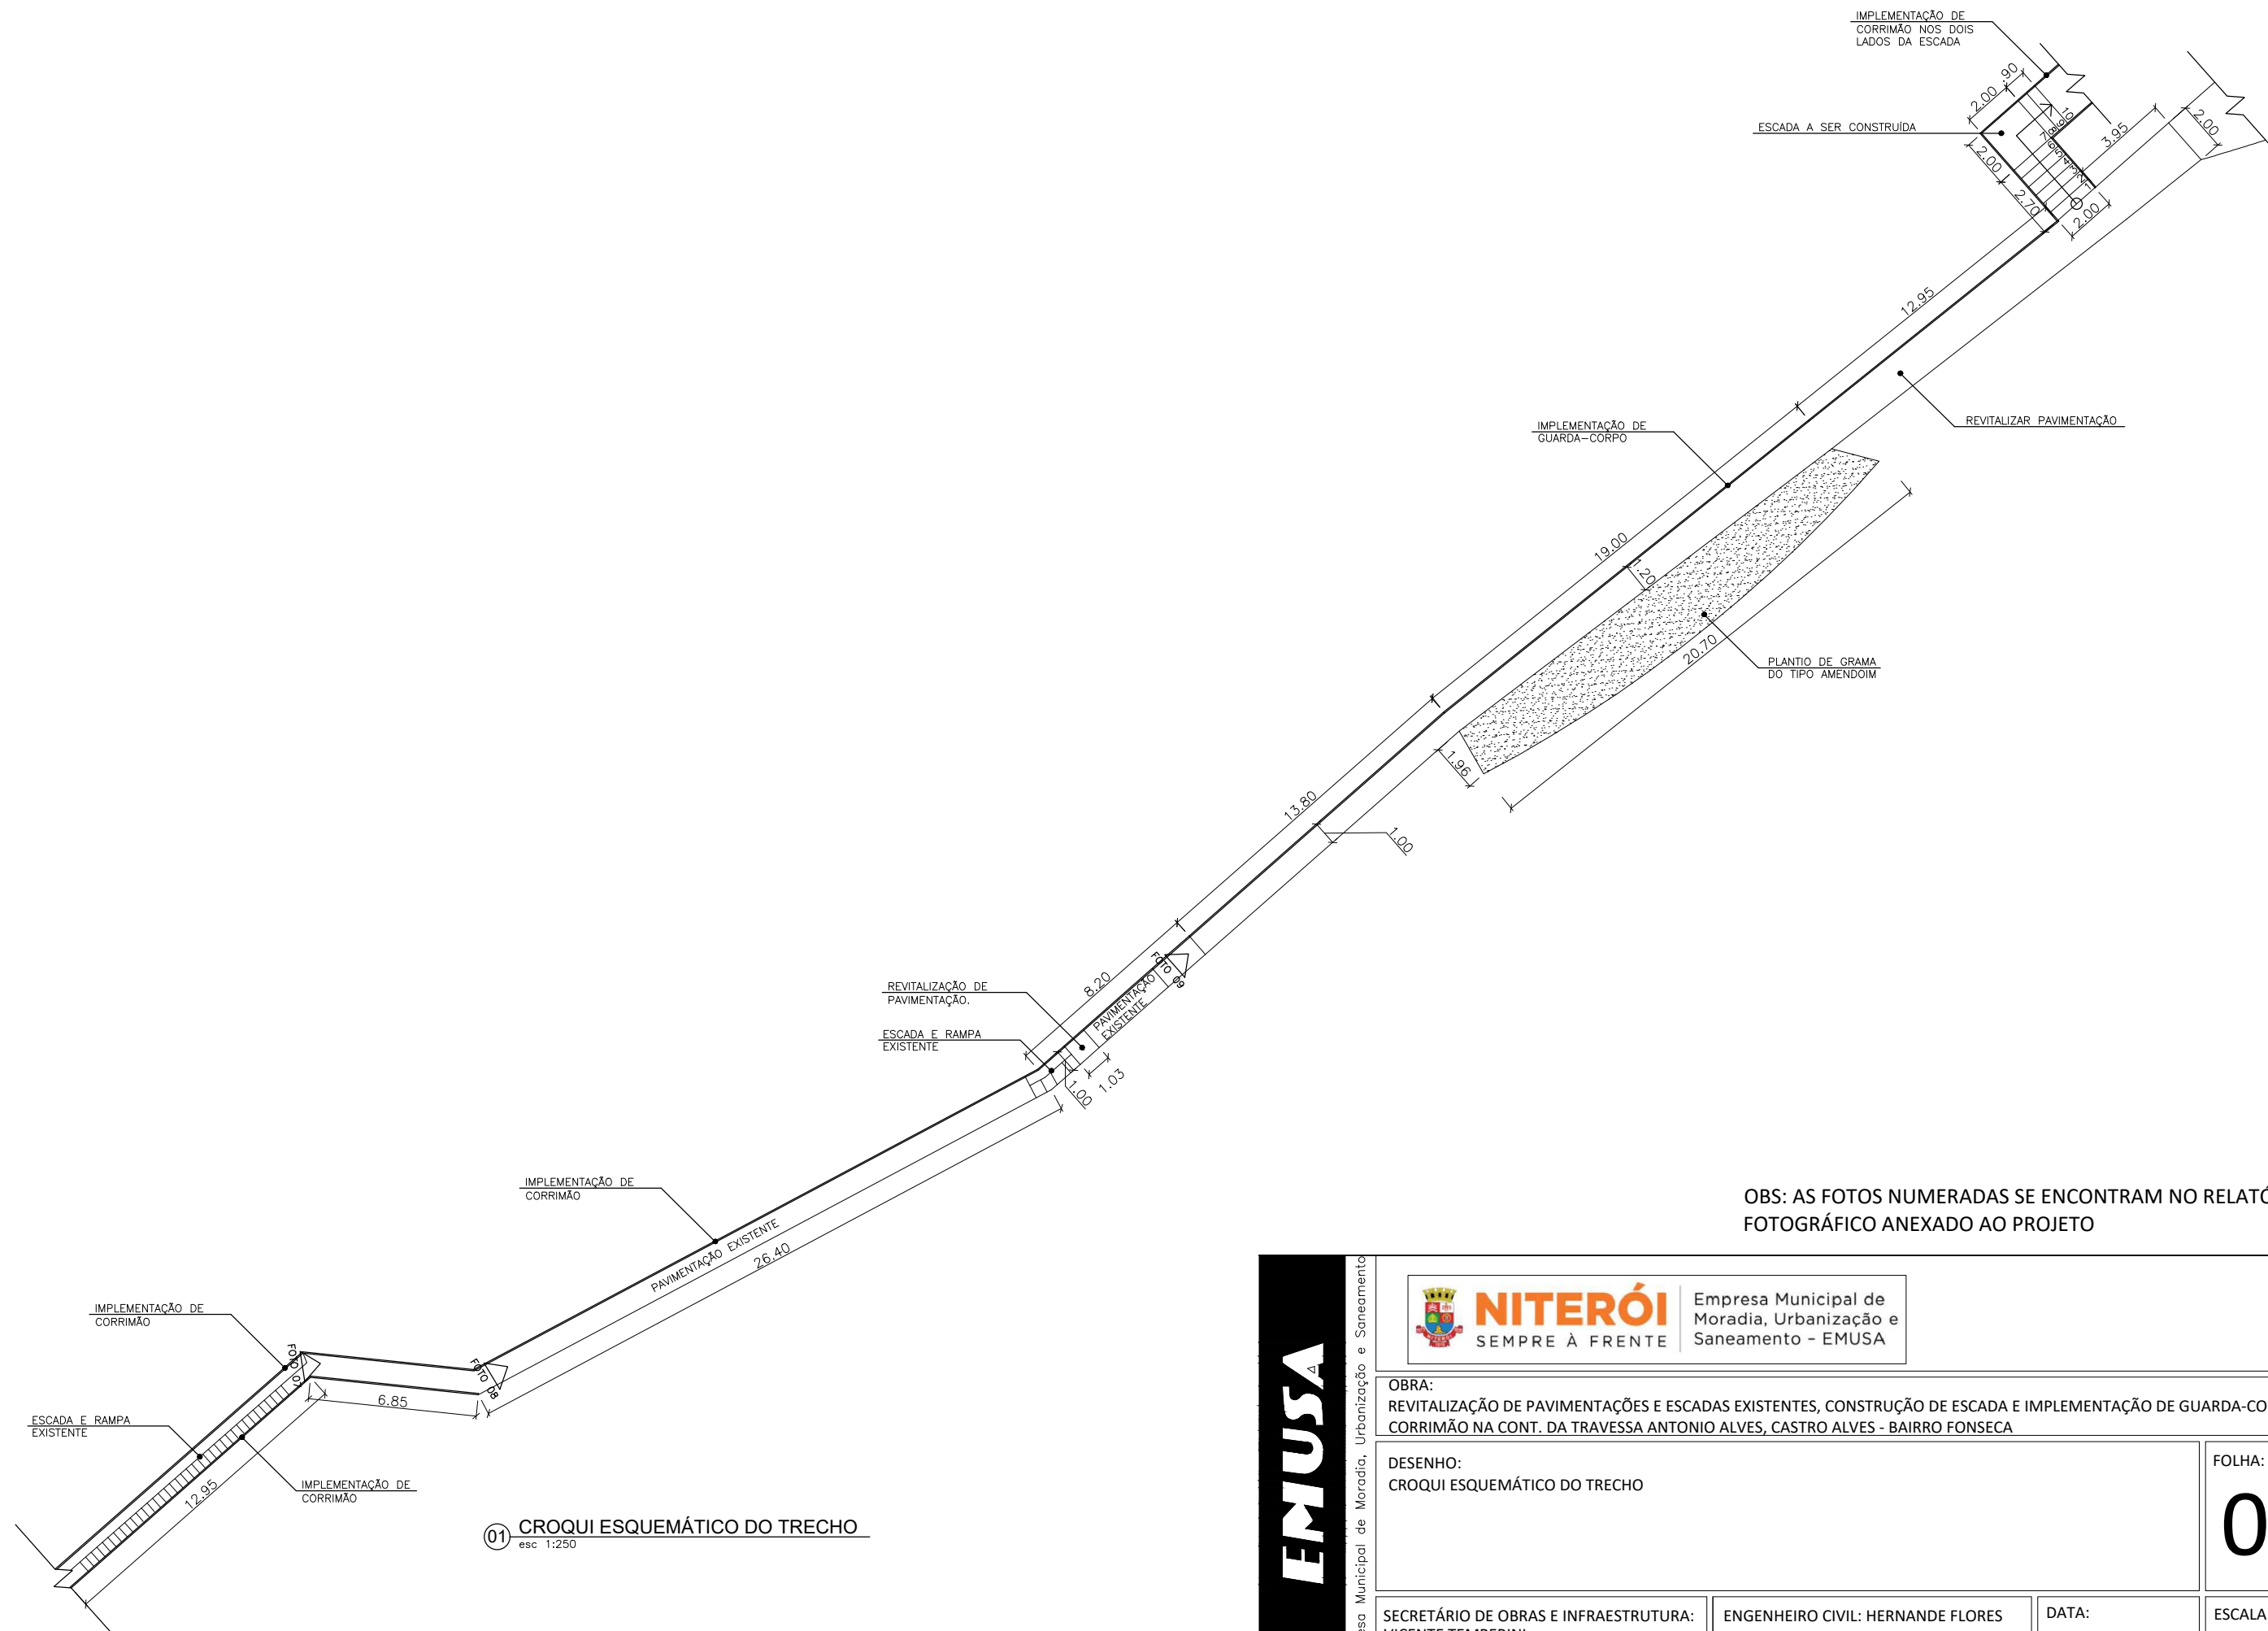 IMPLEMENTAÇÃO DE
CORRIMÃO NOS DOIS
LADOS DA ESCADA
.90
2.00
ESCADA A SER CONSTRUÍDA
2.00
3.95
2.00
2.70
2.00
12.95
REVITALIZAR PAVIMENTAÇÃO
IMPLEMENTAÇÃO DE
GUARDA-CORPO
19.00
1.20
20.70
PLANTIO DE GRAMA
DO TIPO AMENDOIM
1.96
13.80
1.00
FOTO 09
8.20
REVITALIZAÇÃO DE
PAVIMENTAÇÃO.
PAVIMENTAÇÃO
EXISTENTE
ESCADA E RAMPA
EXISTENTE
1.03
1.00
IMPLEMENTAÇÃO DE
CORRIMÃO
PAVIMENTAÇÃO EXISTENTE
26.40
IMPLEMENTAÇÃO DE
CORRIMÃO
FOTO 07
FOTO 08
6.85
ESCADA E RAMPA
EXISTENTE
12.95
IMPLEMENTAÇÃO DE
CORRIMÃO
01 CROQUI ESQUEMÁTICO DO TRECHO
esc 1:250
OBS: AS FOTOS NUMERADAS SE ENCONTRAM NO RELATÓ
FOTOGRÁFICO ANEXADO AO PROJETO
EMUSA
esa Municipal de Moradia, Urbanização e Saneamento
NITERÓI
SEMPRE À FRENTE
Empresa Municipal de
Moradia, Urbanização e
Saneamento - EMUSA
OBRA:
REVITALIZAÇÃO DE PAVIMENTAÇÕES E ESCADAS EXISTENTES, CONSTRUÇÃO DE ESCADA E IMPLEMENTAÇÃO DE GUARDA-CO
CORRIMÃO NA CONT. DA TRAVESSA ANTONIO ALVES, CASTRO ALVES - BAIRRO FONSECA
DESENHO:
CROQUI ESQUEMÁTICO DO TRECHO
FOLHA:
0
SECRETÁRIO DE OBRAS E INFRAESTRUTURA:
ENGENHEIRO CIVIL: HERNANDE FLORES
DATA:
ESCALA